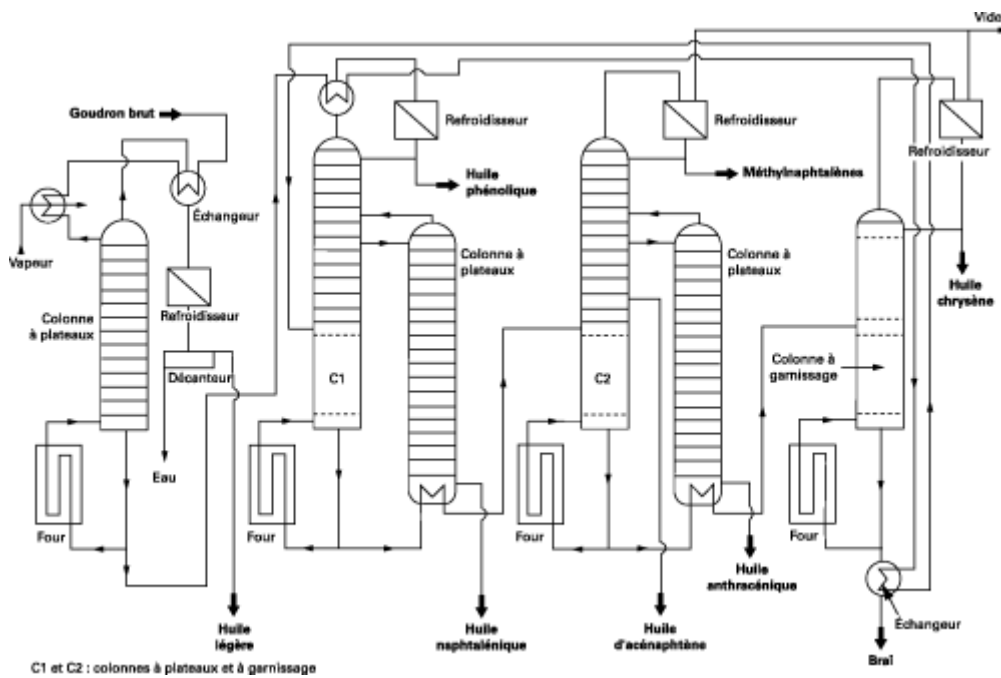 Vide
Goudron brut
Refroidisseur
Refroidisseur
Refroidisseur
Huile
phénolique
Méthylnaphtalènes
Échangeur
Vapeur
Colonne
à plateaux
Colonne à
plateaux
Huile
chrysène
Colonne
à plateaux
Refroidisseur
Décanteur
C1
C2
Colonne à
garnissage
Eau
Four
Four
Four
Four
Huile
anthracénique
Huile
légère
Huile
naphtalénique
Huile
d'acénaphtène
Échangeur
Braî
C1 et C2 : colonnes à plateaux et à garnissage